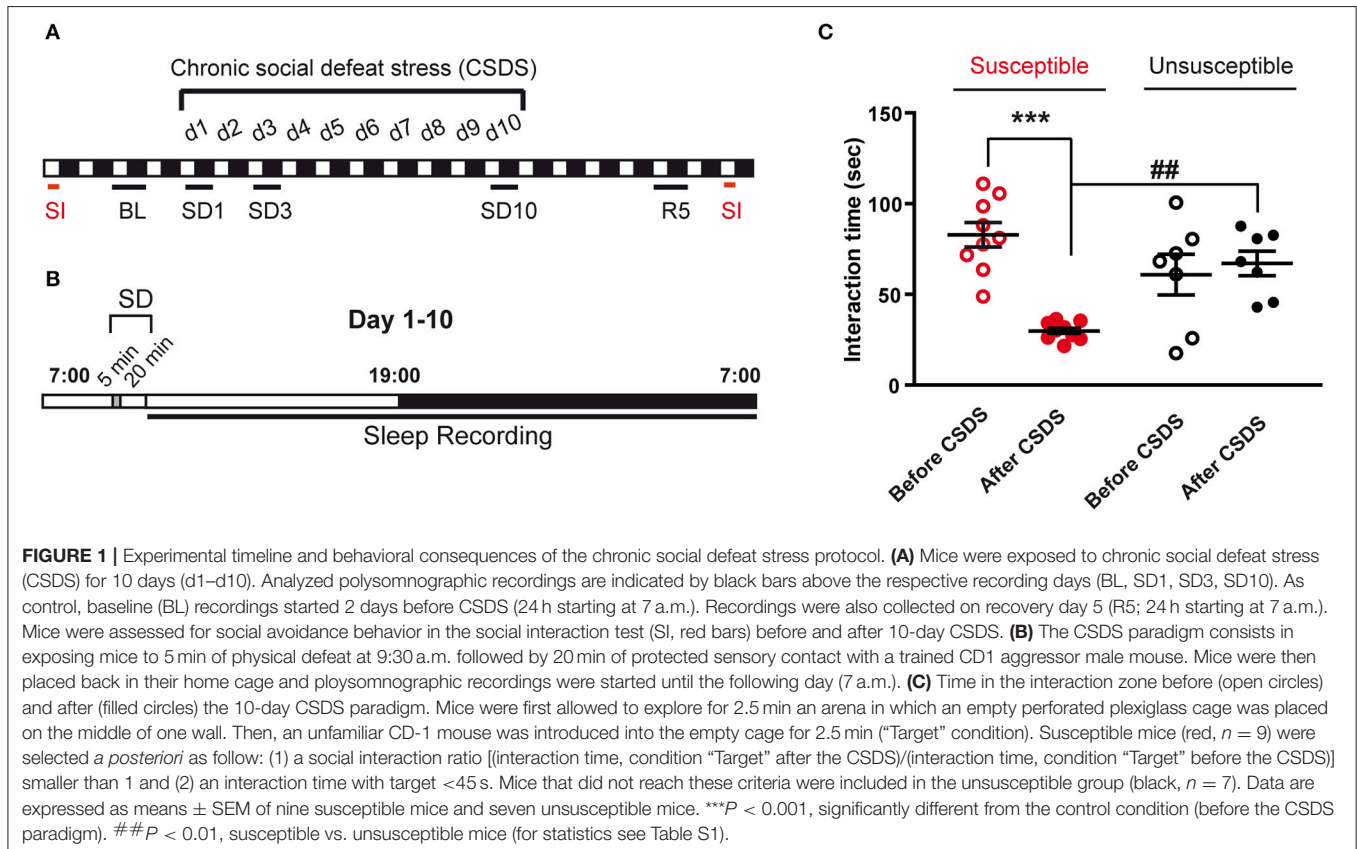 A
Chronic social defeat stress (CSDS)
d1 d2 d3 d4 d5 d6 d7 d8 d9 d10
SI BL SD1 SD3 SD10 R5 SI
B
SD
5 min 20 min
Day 1-10
7:00 19:00 7:00
Sleep Recording
C
Susceptible Unsusceptible
150
***
##
100
50
0
Interaction time (sec)
Before CSDS After CSDS Before CSDS After CSDS
FIGURE 1 | Experimental timeline and behavioral consequences of the chronic social defeat stress protocol. (A) Mice were exposed to chronic social defeat stress
(CSDS) for 10 days (d1–d10). Analyzed polysomnographic recordings are indicated by black bars above the respective recording days (BL, SD1, SD3, SD10). As
control, baseline (BL) recordings started 2 days before CSDS (24 h starting at 7 a.m.). Recordings were also collected on recovery day 5 (R5; 24 h starting at 7 a.m.).
Mice were assessed for social avoidance behavior in the social interaction test (SI, red bars) before and after 10-day CSDS. (B) The CSDS paradigm consists in
exposing mice to 5 min of physical defeat at 9:30 a.m. followed by 20 min of protected sensory contact with a trained CD1 aggressor male mouse. Mice were then
placed back in their home cage and ploysomnographic recordings were started until the following day (7 a.m.). (C) Time in the interaction zone before (open circles)
and after (filled circles) the 10-day CSDS paradigm. Mice were first allowed to explore for 2.5 min an arena in which an empty perforated plexiglass cage was placed
on the middle of one wall. Then, an unfamiliar CD-1 mouse was introduced into the empty cage for 2.5 min (“Target” condition). Susceptible mice (red, n = 9) were
selected a posteriori as follow: (1) a social interaction ratio [(interaction time, condition “Target” after the CSDS)/(interaction time, condition “Target” before the CSDS)]
smaller than 1 and (2) an interaction time with target <45 s. Mice that did not reach these criteria were included in the unsusceptible group (black, n = 7). Data are
expressed as means ± SEM of nine susceptible mice and seven unsusceptible mice. ***P < 0.001, significantly different from the control condition (before the CSDS
paradigm). ##P < 0.01, susceptible vs. unsusceptible mice (for statistics see Table S1).